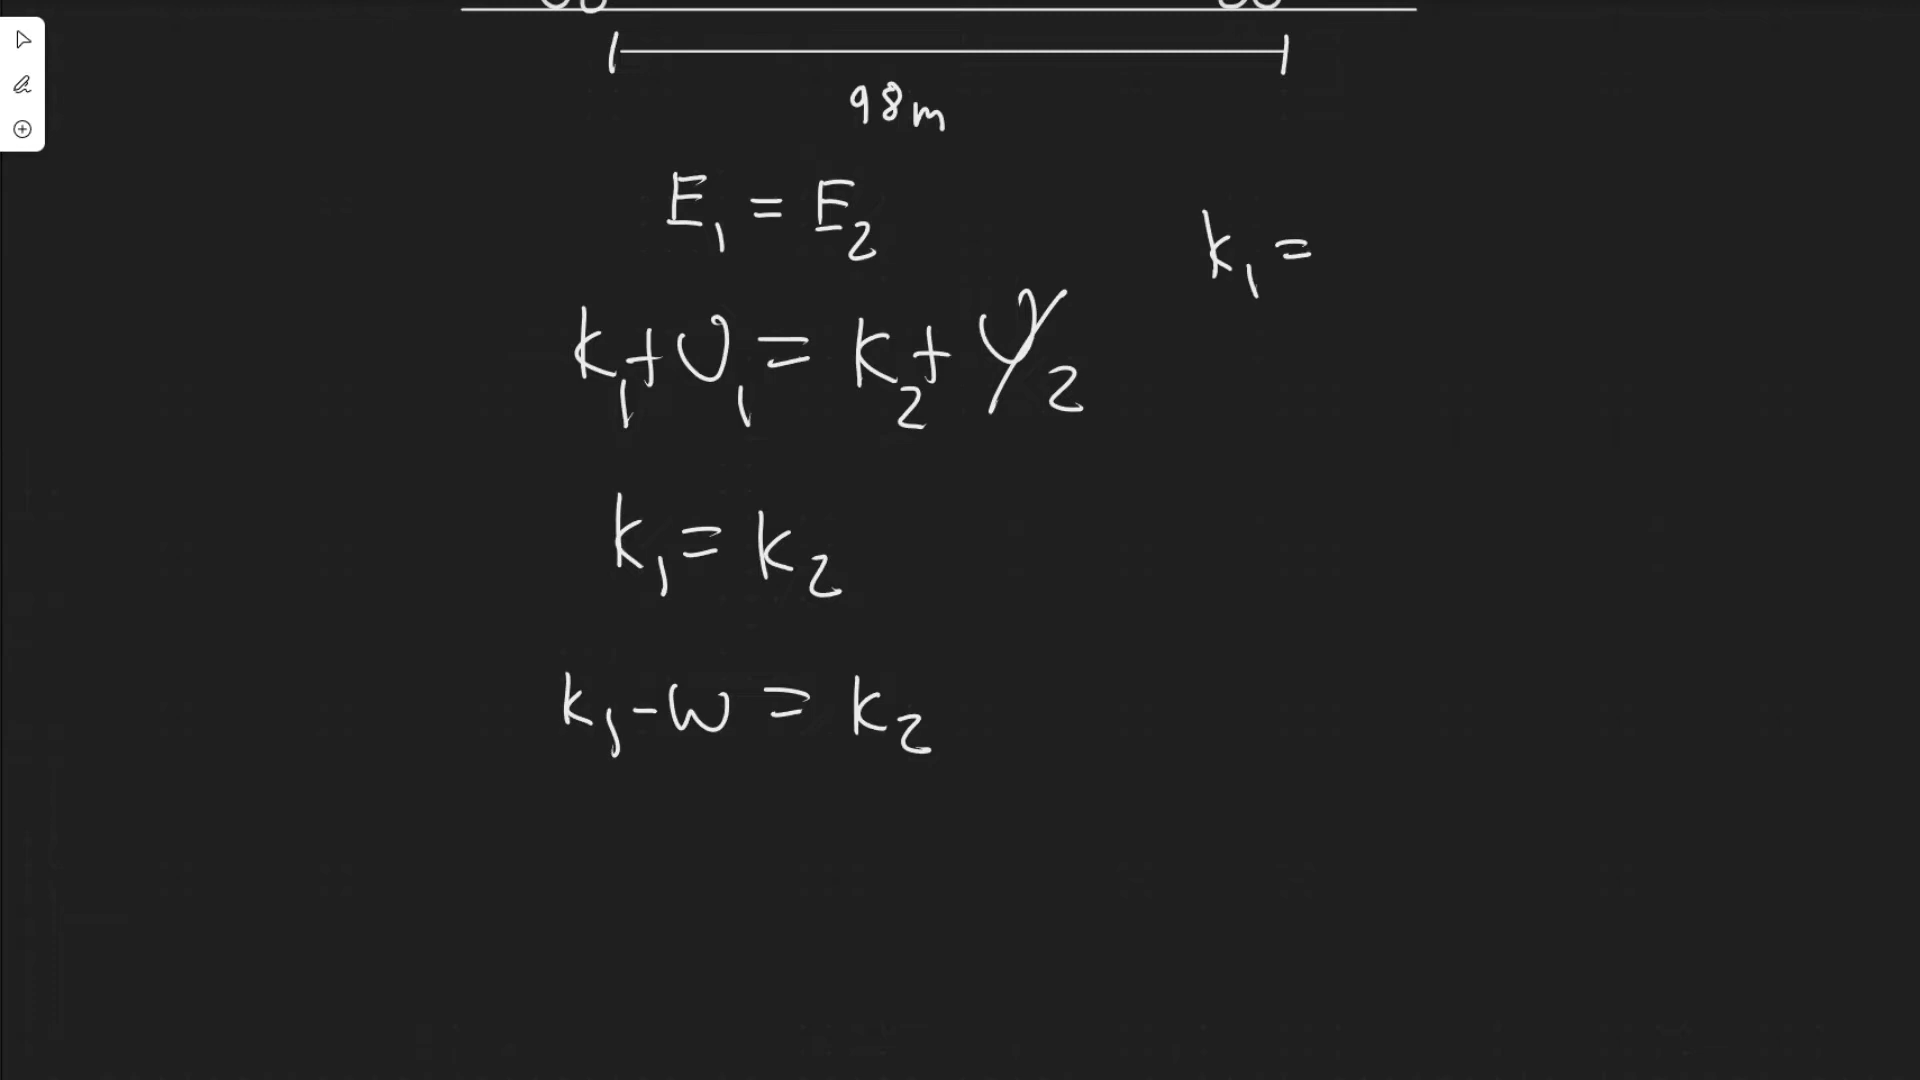 98m
E₁ = E₂
k₁ =
k₁ + U₁ = k₂ + U₂
k₁ = k₂
k₁ - w = k₂